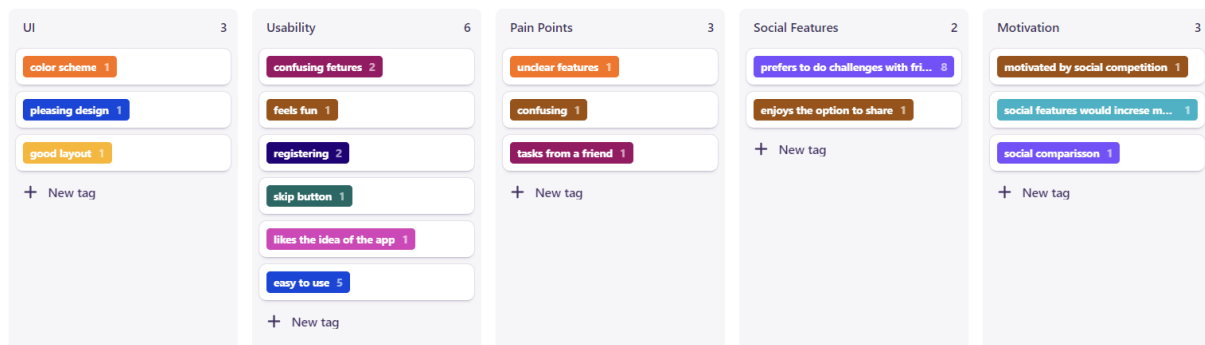 UI 3
color scheme 1
pleasing design 1
good layout 1
+ New tag
Usability 6
confusing fetures 2
feels fun 1
registering 2
skip button 1
likes the idea of the app 1
easy to use 5
+ New tag
Pain Points 3
unclear features 1
confusing 1
tasks from a friend 1
+ New tag
Social Features 2
prefers to do challenges with fri... 8
enjoys the option to share 1
+ New tag
Motivation 3
motivated by social competition 1
social features would increse m... 1
social comparisson 1
+ New tag